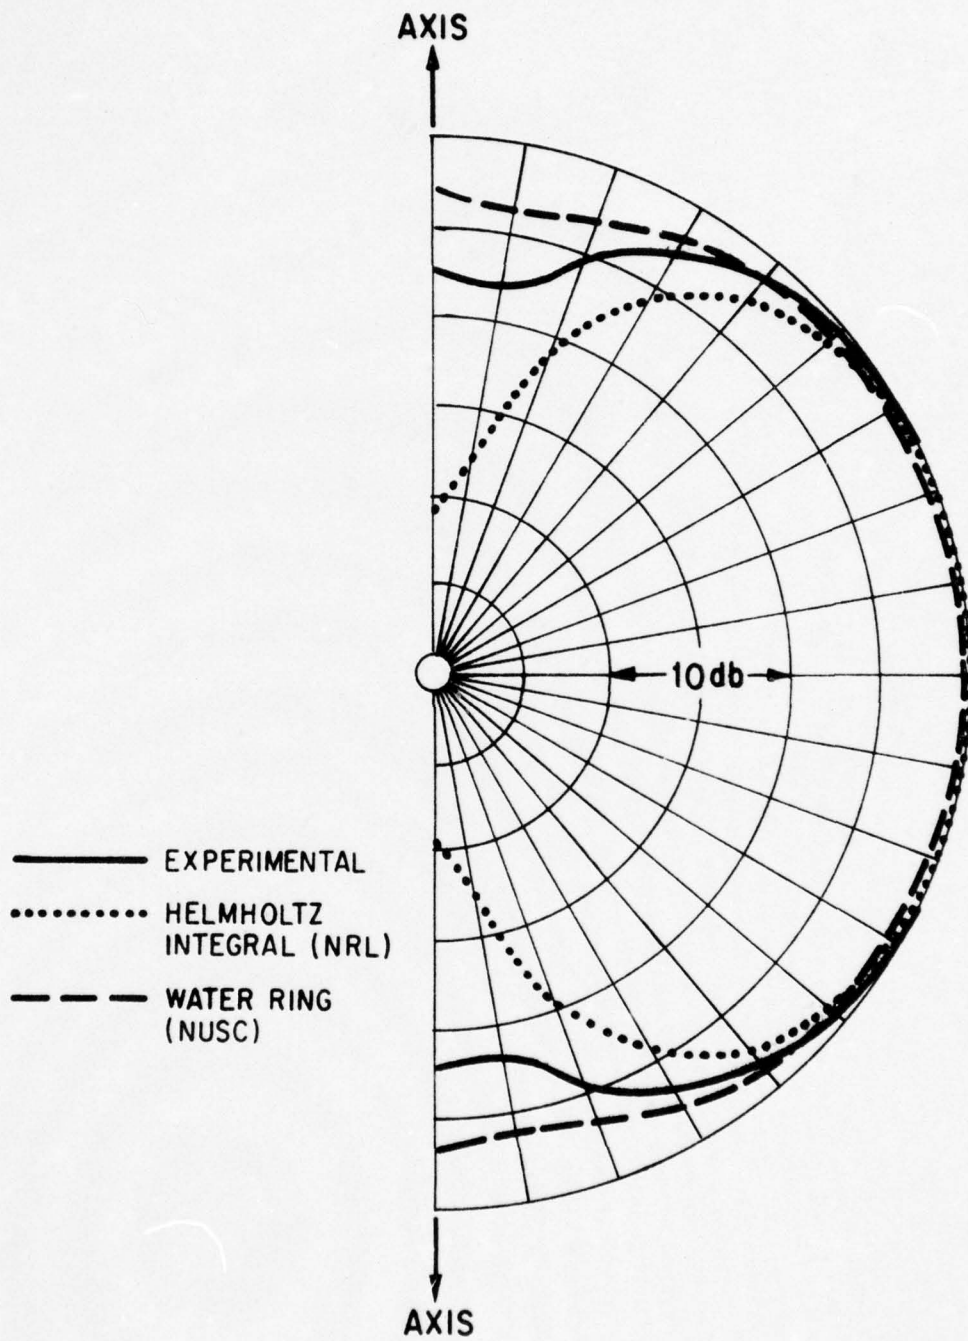 AXIS
10db
EXPERIMENTAL
HELMHOLTZ
INTEGRAL (NRL)
WATER RING
(NUSC)
AXIS